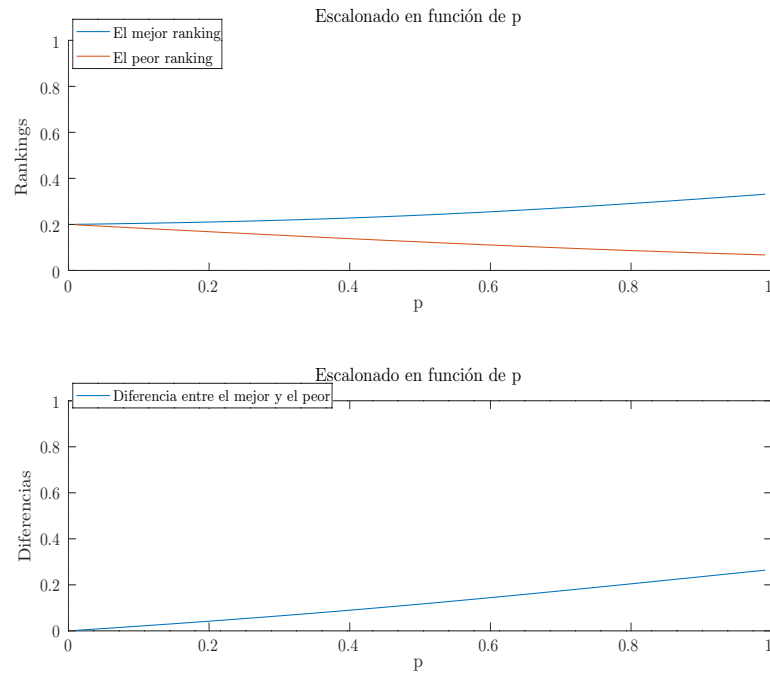 Escalonado en función de p
El mejor ranking
El peor ranking
1
0.8
0.6
0.4
0.2
0
Rankings
0 0.2 0.4 0.6 0.8 1
p
Escalonado en función de p
Diferencia entre el mejor y el peor
1
0.8
0.6
0.4
0.2
0
Diferencias
0 0.2 0.4 0.6 0.8 1
p